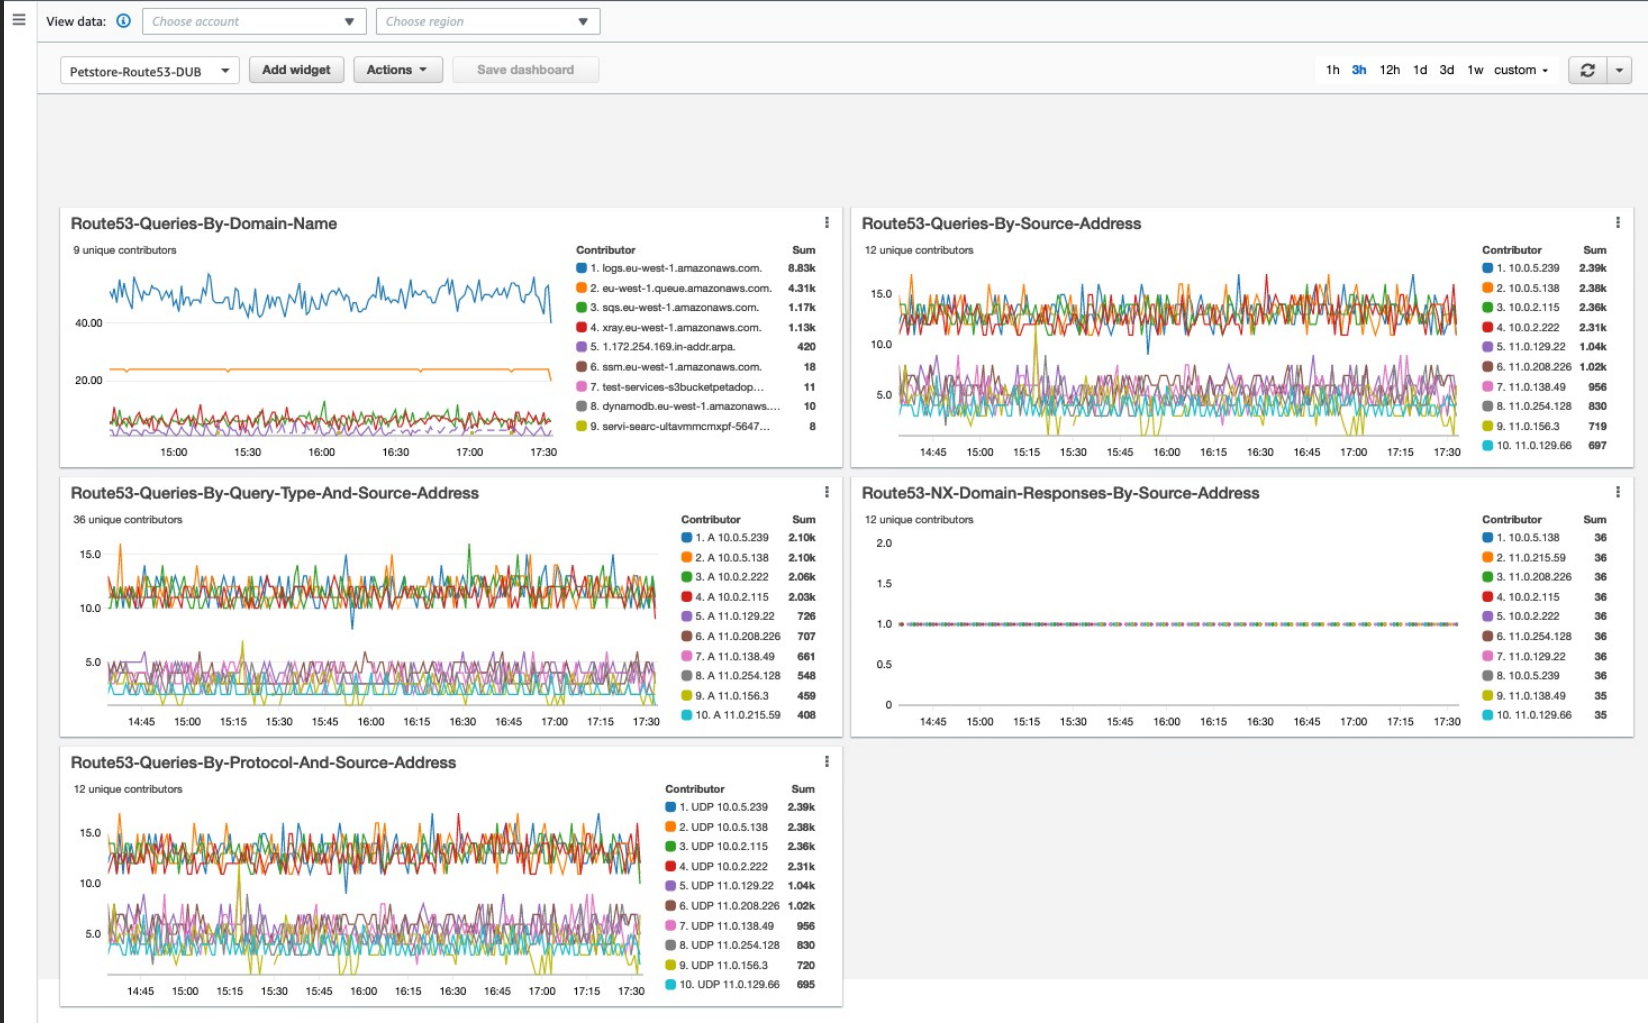 View data: Choose account Choose region
Petstore-Route53-DUB Add widget Actions Save dashboard 1h 3h 12h 1d 3d 1w custom
Route53-Queries-By-Domain-Name
9 unique contributors
Contributor Sum
1. logs.eu-west-1.amazonaws.com. 8.83k
2. eu-west-1.queue.amazonaws.com. 4.31k
3. sqs.eu-west-1.amazonaws.com. 1.17k
4. xray.eu-west-1.amazonaws.com. 1.13k
5. 1.172.254.169.in-addr.arpa. 420
6. ssm.eu-west-1.amazonaws.com. 18
7. test-services-s3bucketpetadop... 11
8. dynamodb.eu-west-1.amazonaws.... 10
9. servi-searc-ultavmmcmxpf-5647... 8
40.00
20.00
15:00 15:30 16:00 16:30 17:00 17:30
Route53-Queries-By-Source-Address
12 unique contributors
Contributor Sum
1. 10.0.5.239 2.39k
2. 10.0.5.138 2.38k
3. 10.0.2.115 2.36k
4. 10.0.2.222 2.31k
5. 11.0.129.22 1.04k
6. 11.0.208.226 1.02k
7. 11.0.138.49 956
8. 11.0.254.128 830
9. 11.0.156.3 719
10. 11.0.129.66 697
15.0
10.0
5.0
14:45 15:00 15:15 15:30 15:45 16:00 16:15 16:30 16:45 17:00 17:15 17:30
Route53-Queries-By-Query-Type-And-Source-Address
36 unique contributors
Contributor Sum
1. A 10.0.5.239 2.10k
2. A 10.0.5.138 2.10k
3. A 10.0.2.222 2.06k
4. A 10.0.2.115 2.03k
5. A 11.0.129.22 726
6. A 11.0.208.226 707
7. A 11.0.138.49 661
8. A 11.0.254.128 548
9. A 11.0.156.3 459
10. A 11.0.215.59 408
15.0
10.0
5.0
14:45 15:00 15:15 15:30 15:45 16:00 16:15 16:30 16:45 17:00 17:15 17:30
Route53-NX-Domain-Responses-By-Source-Address
12 unique contributors
Contributor Sum
1. 10.0.5.138 36
2. 11.0.215.59 36
3. 11.0.208.226 36
4. 10.0.2.115 36
5. 10.0.2.222 36
6. 11.0.254.128 36
7. 11.0.129.22 36
8. 10.0.5.239 36
9. 11.0.138.49 35
10. 11.0.129.66 35
2.0
1.5
1.0
0.5
0
14:45 15:00 15:15 15:30 15:45 16:00 16:15 16:30 16:45 17:00 17:15 17:30
Route53-Queries-By-Protocol-And-Source-Address
12 unique contributors
Contributor Sum
1. UDP 10.0.5.239 2.39k
2. UDP 10.0.5.138 2.38k
3. UDP 10.0.2.115 2.36k
4. UDP 10.0.2.222 2.31k
5. UDP 11.0.129.22 1.04k
6. UDP 11.0.208.226 1.02k
7. UDP 11.0.138.49 956
8. UDP 11.0.254.128 830
9. UDP 11.0.156.3 720
10. UDP 11.0.129.66 695
15.0
10.0
5.0
14:45 15:00 15:15 15:30 15:45 16:00 16:15 16:30 16:45 17:00 17:15 17:30